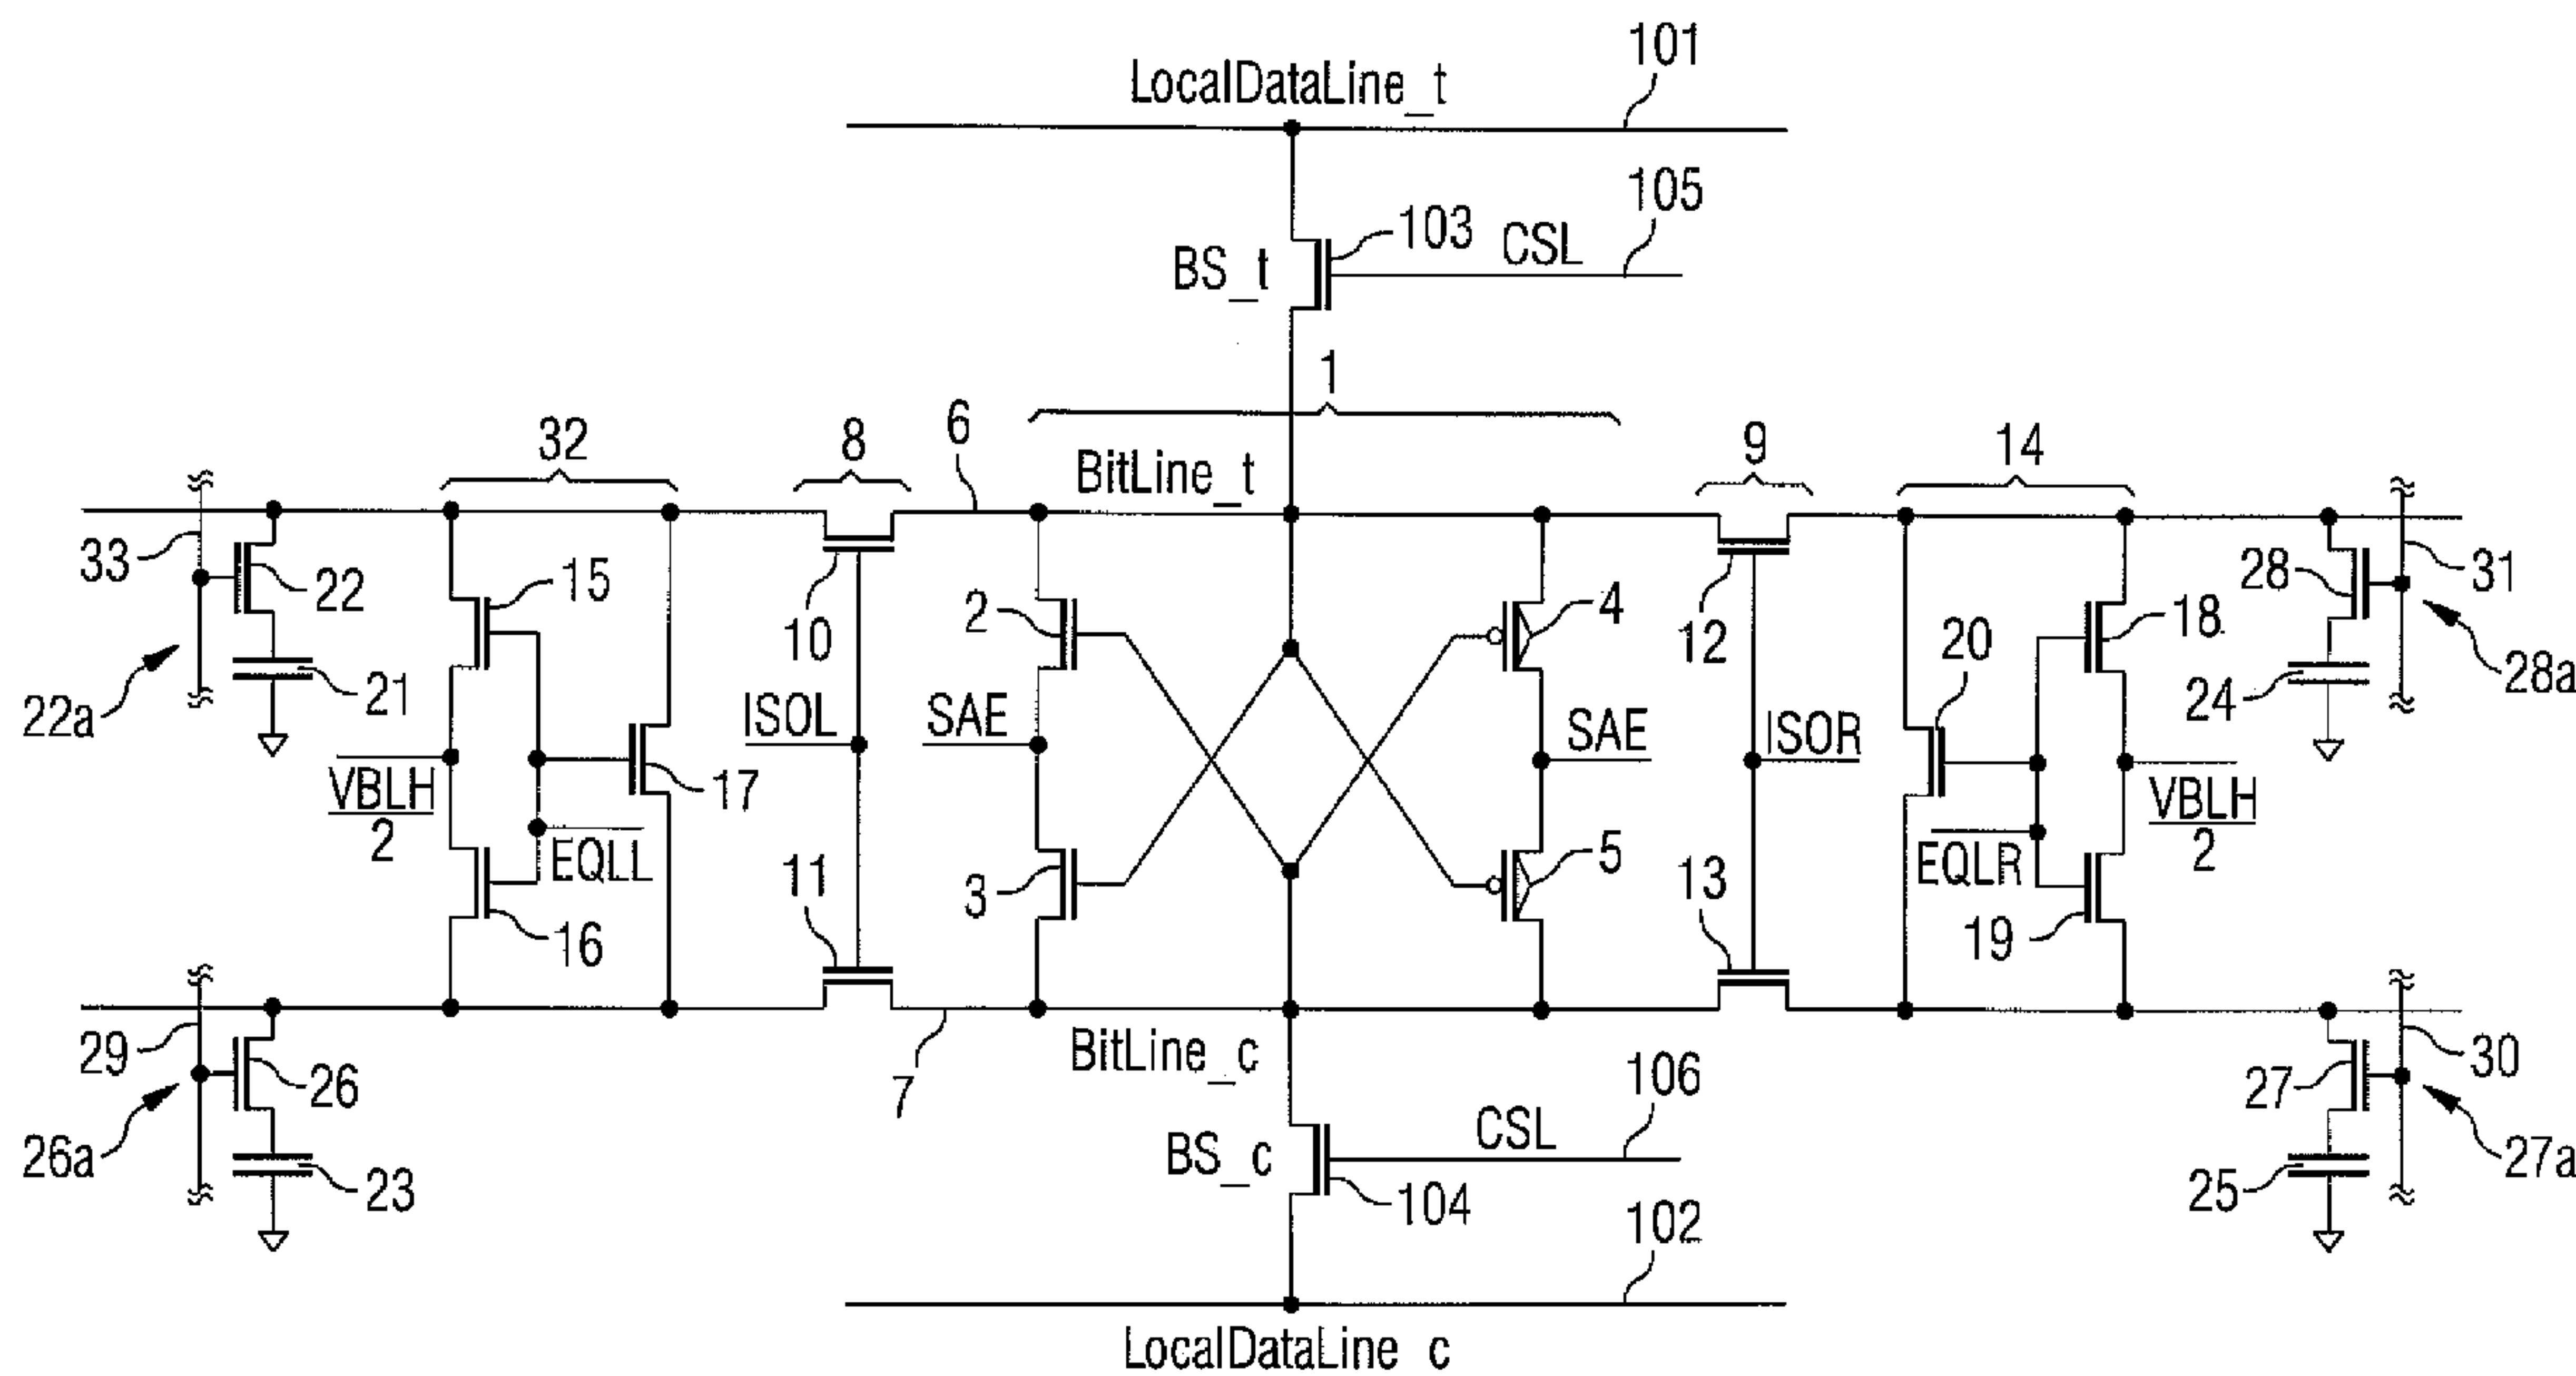 101
LocalDataLine_t
105
103
CSL
BS_t
1
32
8
6
BitLine_t
9
14
33
22
15
10
2
4
12
28
31
18
20
21
22a
ISOL
SAE
SAE
ISOR
24
28a
VBLH
2
17
VBLH
2
EQLL
EQLR
11
3
5
13
16
19
29
26
BitLine_c
7
106
27
30
26a
23
BS_c
CSL
104
25
27a
102
LocalDataLine c